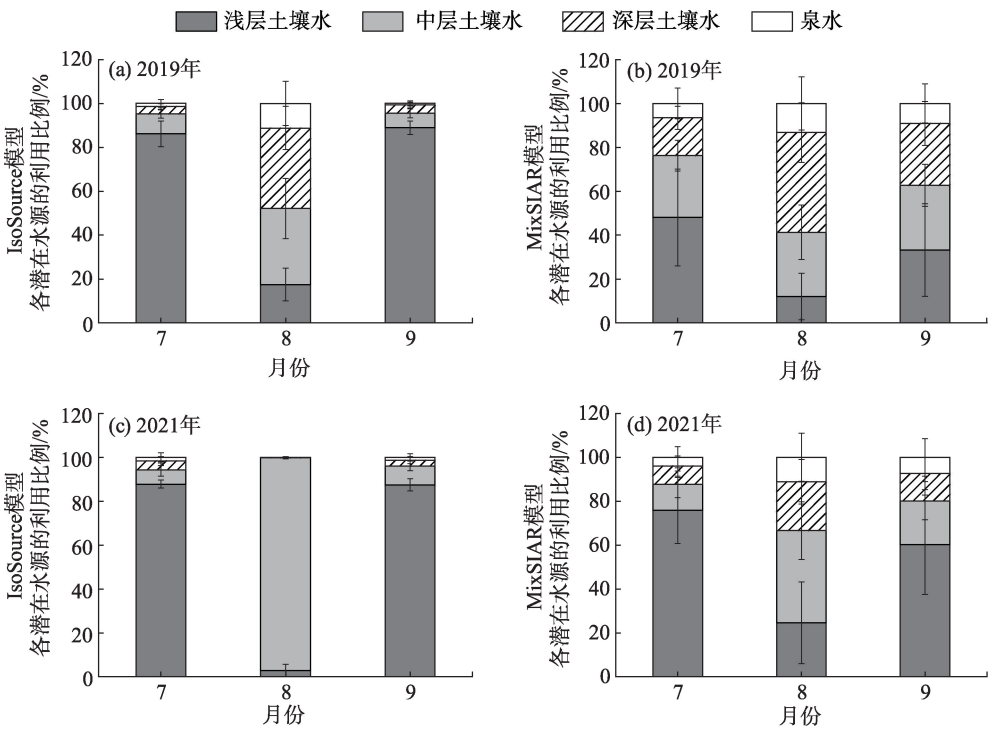 浅层土壤水 中层土壤水 深层土壤水 泉水
(a) 2019年
IsoSource模型
各潜在水源的利用比例/%
120
100
80
60
40
20
0
7 8 9
月份
(b) 2019年
MixSIAR模型
各潜在水源的利用比例/%
120
100
80
60
40
20
0
7 8 9
月份
(c) 2021年
IsoSource模型
各潜在水源的利用比例/%
120
100
80
60
40
20
0
7 8 9
月份
(d) 2021年
MixSIAR模型
各潜在水源的利用比例/%
120
100
80
60
40
20
0
7 8 9
月份